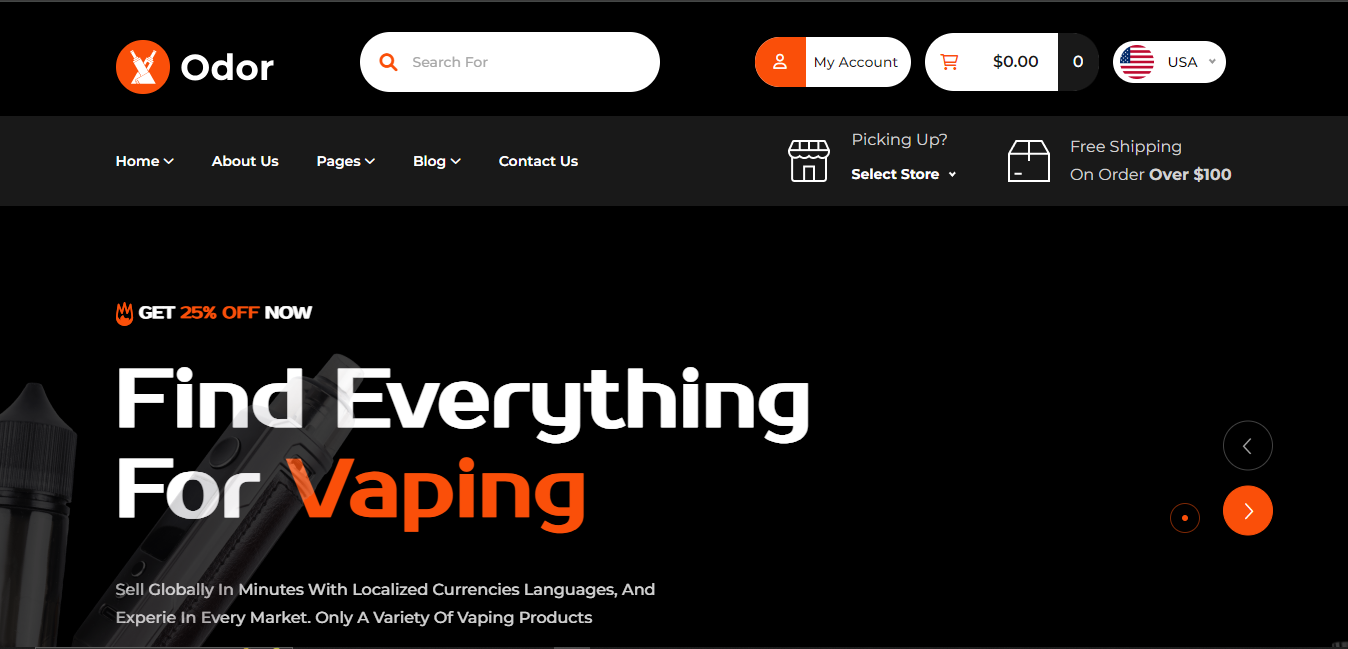 Odor
Search For
My Account
$0.00
0
USA
Home
About Us
Pages
Blog
Contact Us
Picking Up?
Select Store
Free Shipping
On Order Over $100
GET 25% OFF NOW
Find Everything
For Vaping
Sell Globally In Minutes With Localized Currencies Languages, And
Experie In Every Market. Only A Variety Of Vaping Products